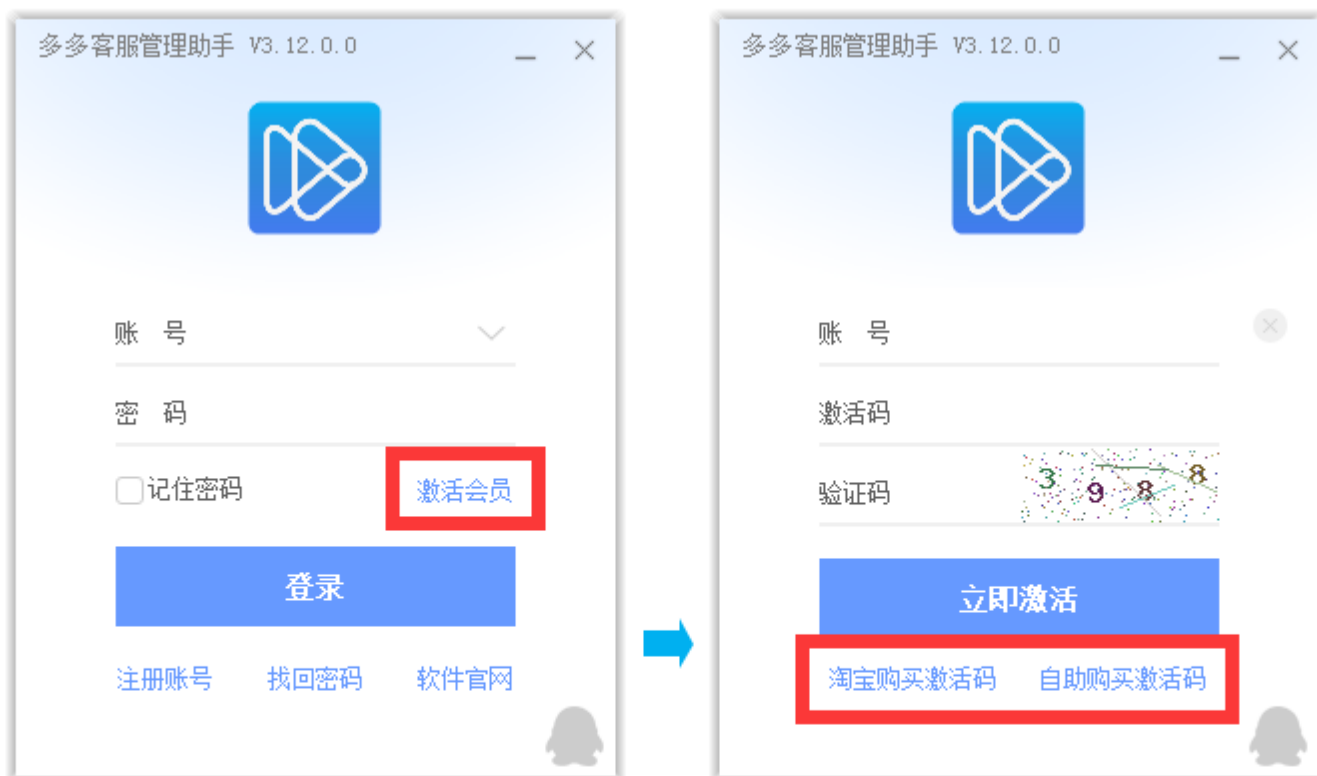 多多客服管理助手 V3.12.0.0
账 号
密 码
记住密码 激活会员
登录
注册账号 找回密码 软件官网
多多客服管理助手 V3.12.0.0
账 号
激活码
验证码 3 9 8 8
立即激活
淘宝购买激活码 自助购买激活码